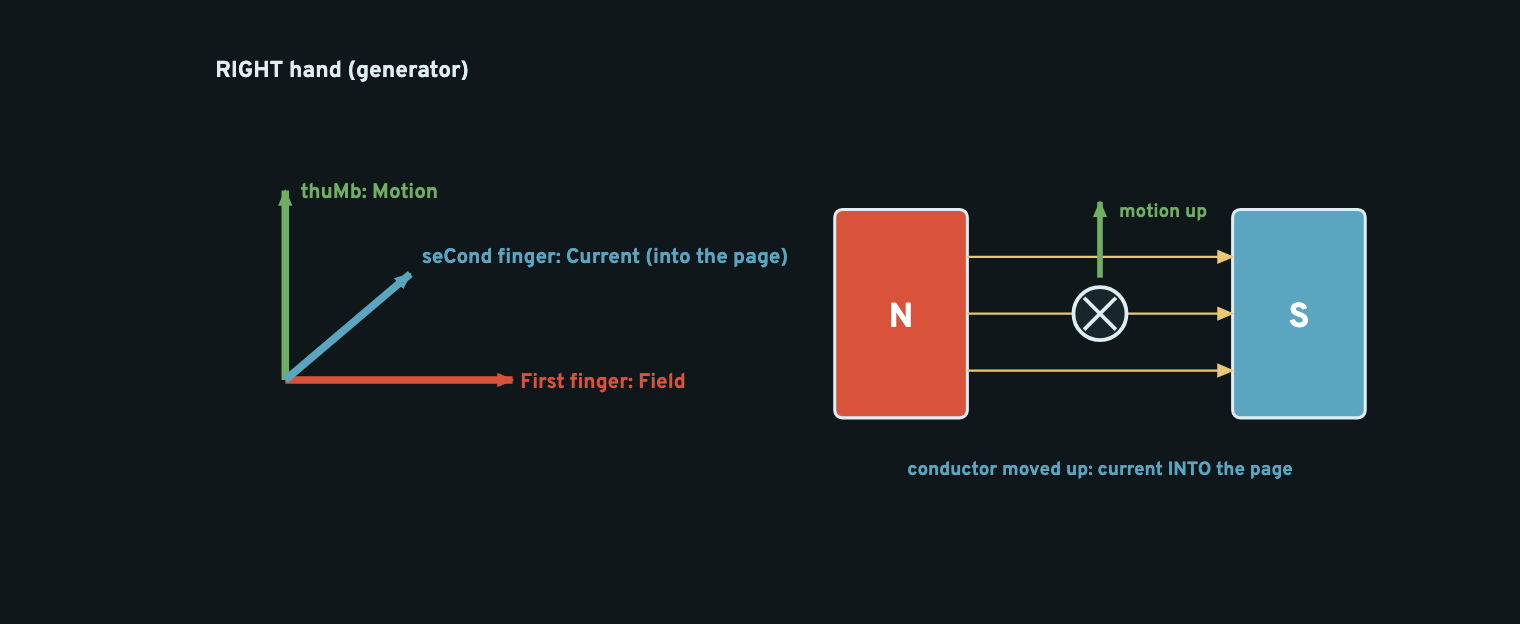 RIGHT hand (generator)
thuMb: Motion
seCond finger: Current (into the page)
First finger: Field
motion up
N
S
conductor moved up: current INTO the page